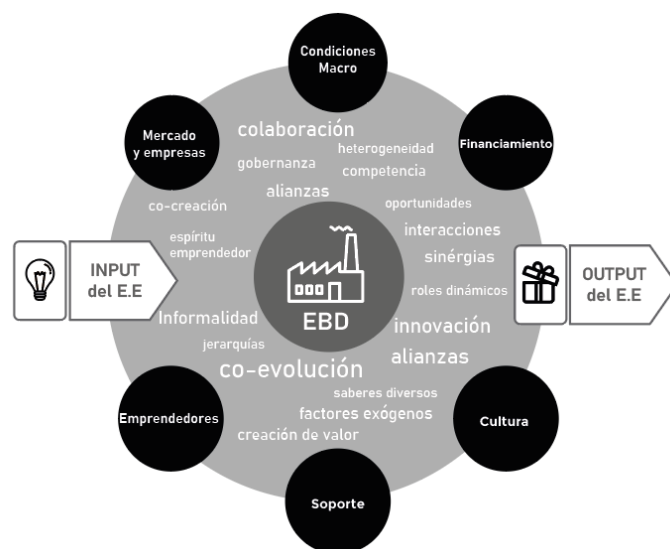 Condiciones
Macro
Mercado
y empresas
Financiamiento
colaboración
heterogeneidad
gobernanza
competencia
alianzas
co-creación
oportunidades
espíritu
emprendedor
interacciones
sinérgias
INPUT
del E.E
OUTPUT
del E.E
roles dinámicos
EBD
Informalidad
innovación
jerarquías
alianzas
co-evolución
saberes diversos
factores exógenos
creación de valor
Emprendedores
Cultura
Soporte